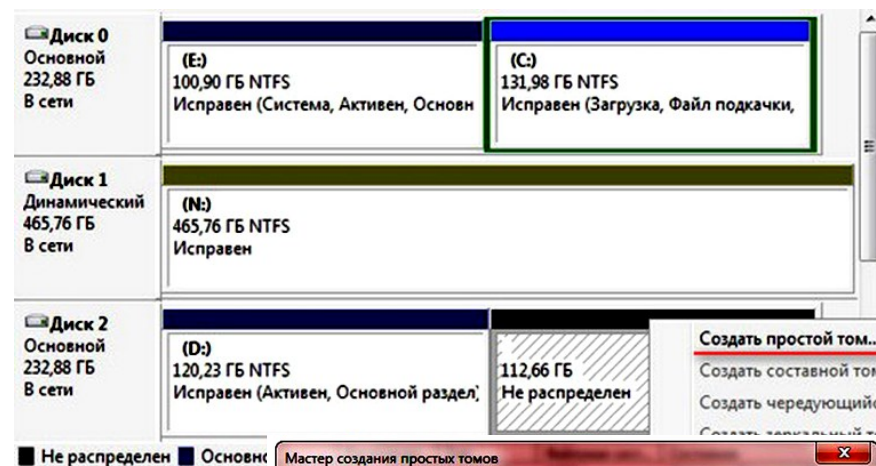 Диск 0
Основной
232,88 ГБ
В сети
(E:)
100,90 ГБ NTFS
Исправен (Система, Активен, Основн
(C:)
131,98 ГБ NTFS
Исправен (Загрузка, Файл подкачки,
Диск 1
Динамический
465,76 ГБ
В сети
(N:)
465,76 ГБ NTFS
Исправен
Диск 2
Основной
232,88 ГБ
В сети
(D:)
120,23 ГБ NTFS
Исправен (Активен, Основной раздел)
112,66 ГБ
Не распределен
Создать простой том...
Создать составной том
Создать чередующийс
Создать зеркальный т
Не распределен Основно
Мастер создания простых томов